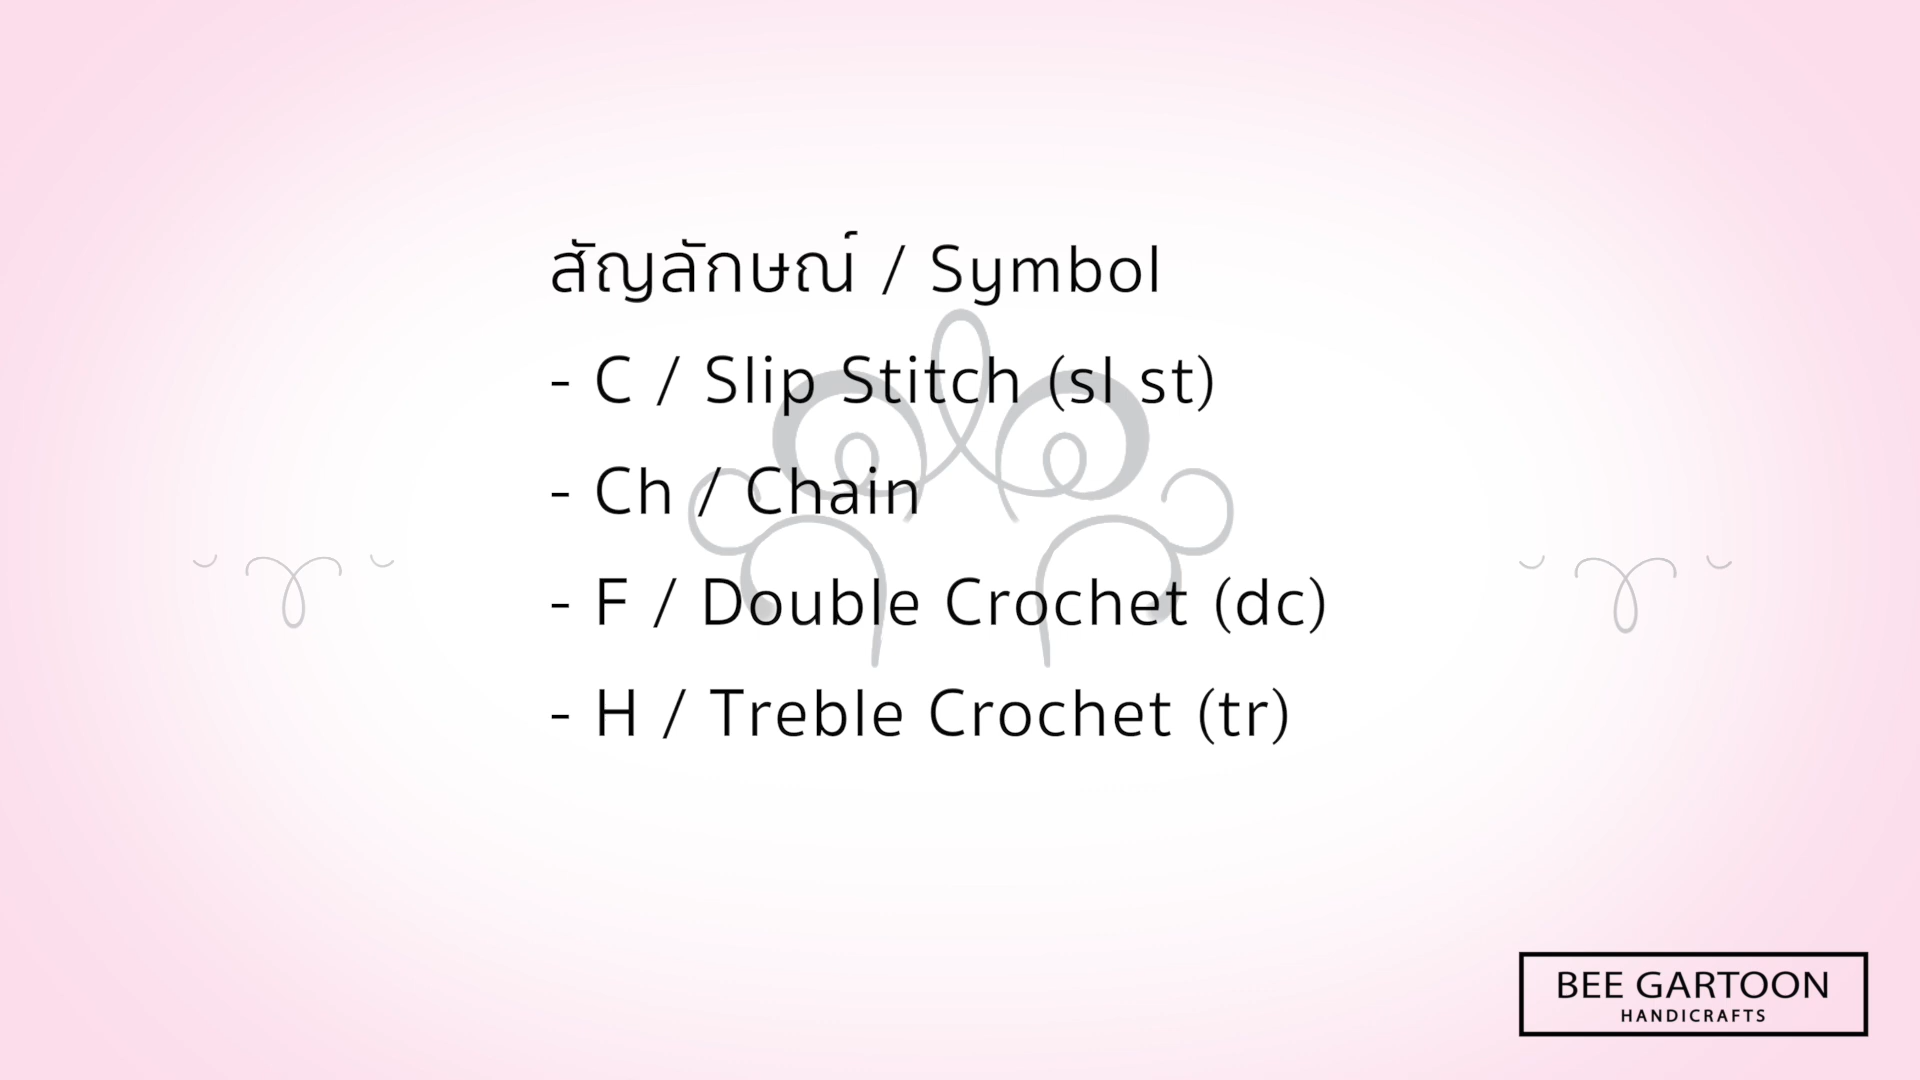 สัญลักษณ์ / Symbol
- C / Slip Stitch (sl st)
- Ch / Chain
- F / Double Crochet (dc)
- H / Treble Crochet (tr)
BEE GARTOON
HANDICRAFTS